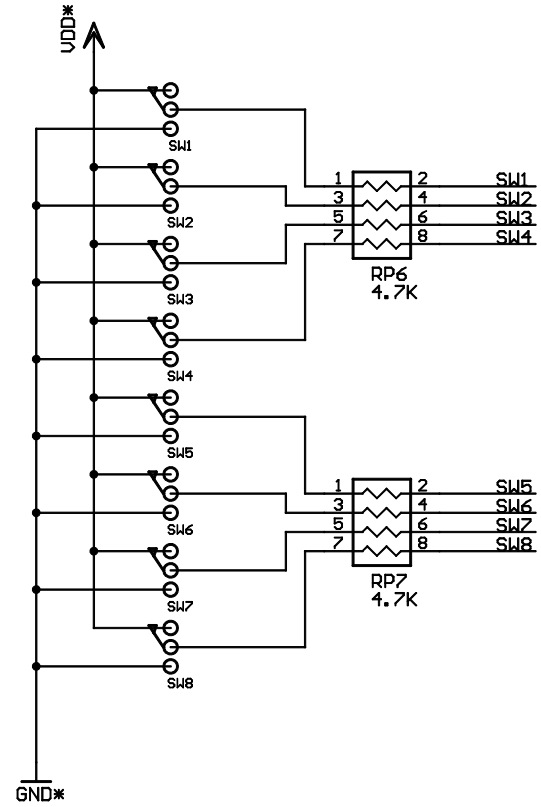 VDD*
SW1
SW2
SW3
SW4
SW5
SW6
SW7
SW8
1 2 SW1
3 4 SW2
5 6 SW3
7 8 SW4
RP6
4.7K
1 2 SW5
3 4 SW6
5 6 SW7
7 8 SW8
RP7
4.7K
GND*